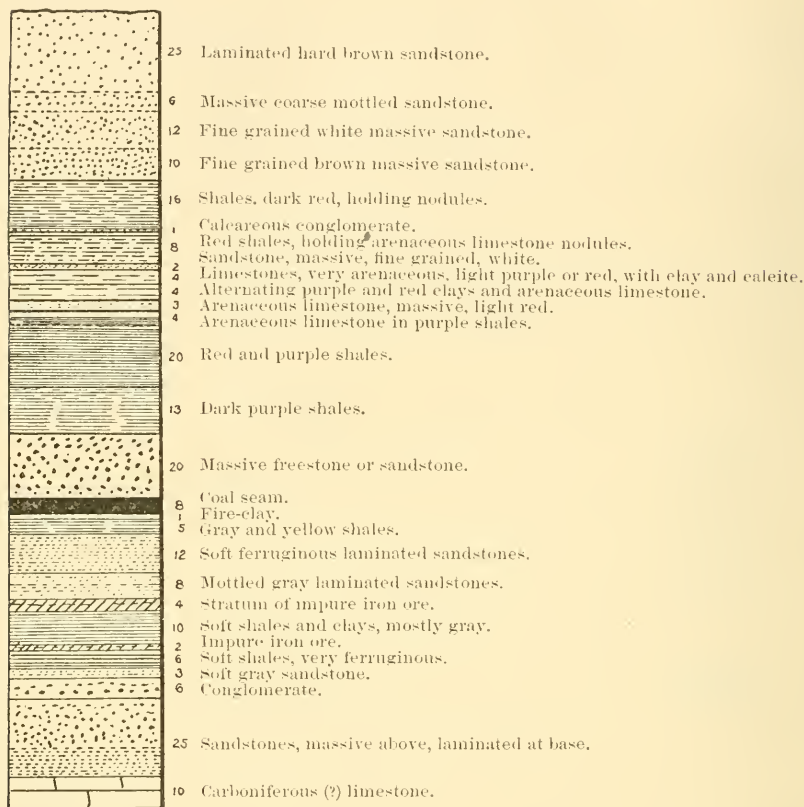 25 Laminated hard brown sandstone.
6 Massive coarse mottled sandstone.
12 Fine grained white massive sandstone.
10 Fine grained brown massive sandstone.
16 Shales, dark red, holding nodules.
1 Calcareous conglomerate.
8 Red shales, holding arenaceous limestone nodules.
2 Sandstone, massive, fine grained, white.
4 Limestones, very arenaceous, light purple or red, with clay and calcite.
4 Alternating purple and red clays and arenaceous limestone.
3 Arenaceous limestone, massive, light red.
4 Arenaceous limestone in purple shales.
20 Red and purple shales.
13 Dark purple shales.
20 Massive freestone or sandstone.
8 Coal seam.
1 Fire-clay.
5 Gray and yellow shales.
12 Soft ferruginous laminated sandstones.
8 Mottled gray laminated sandstones.
4 Stratum of impure iron ore.
10 Soft shales and clays, mostly gray.
2 Impure iron ore.
6 Soft shales, very ferruginous.
3 Soft gray sandstone.
6 Conglomerate.
25 Sandstones, massive above, laminated at base.
10 Carboniferous (?) limestone.